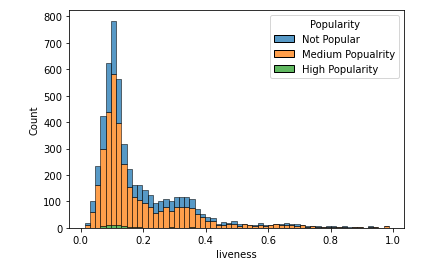 Popularity
Not Popular
Medium Popualrity
High Popularity
800
700
600
500
400
300
200
100
0
Count
0.0 0.2 0.4 0.6 0.8 1.0
liveness